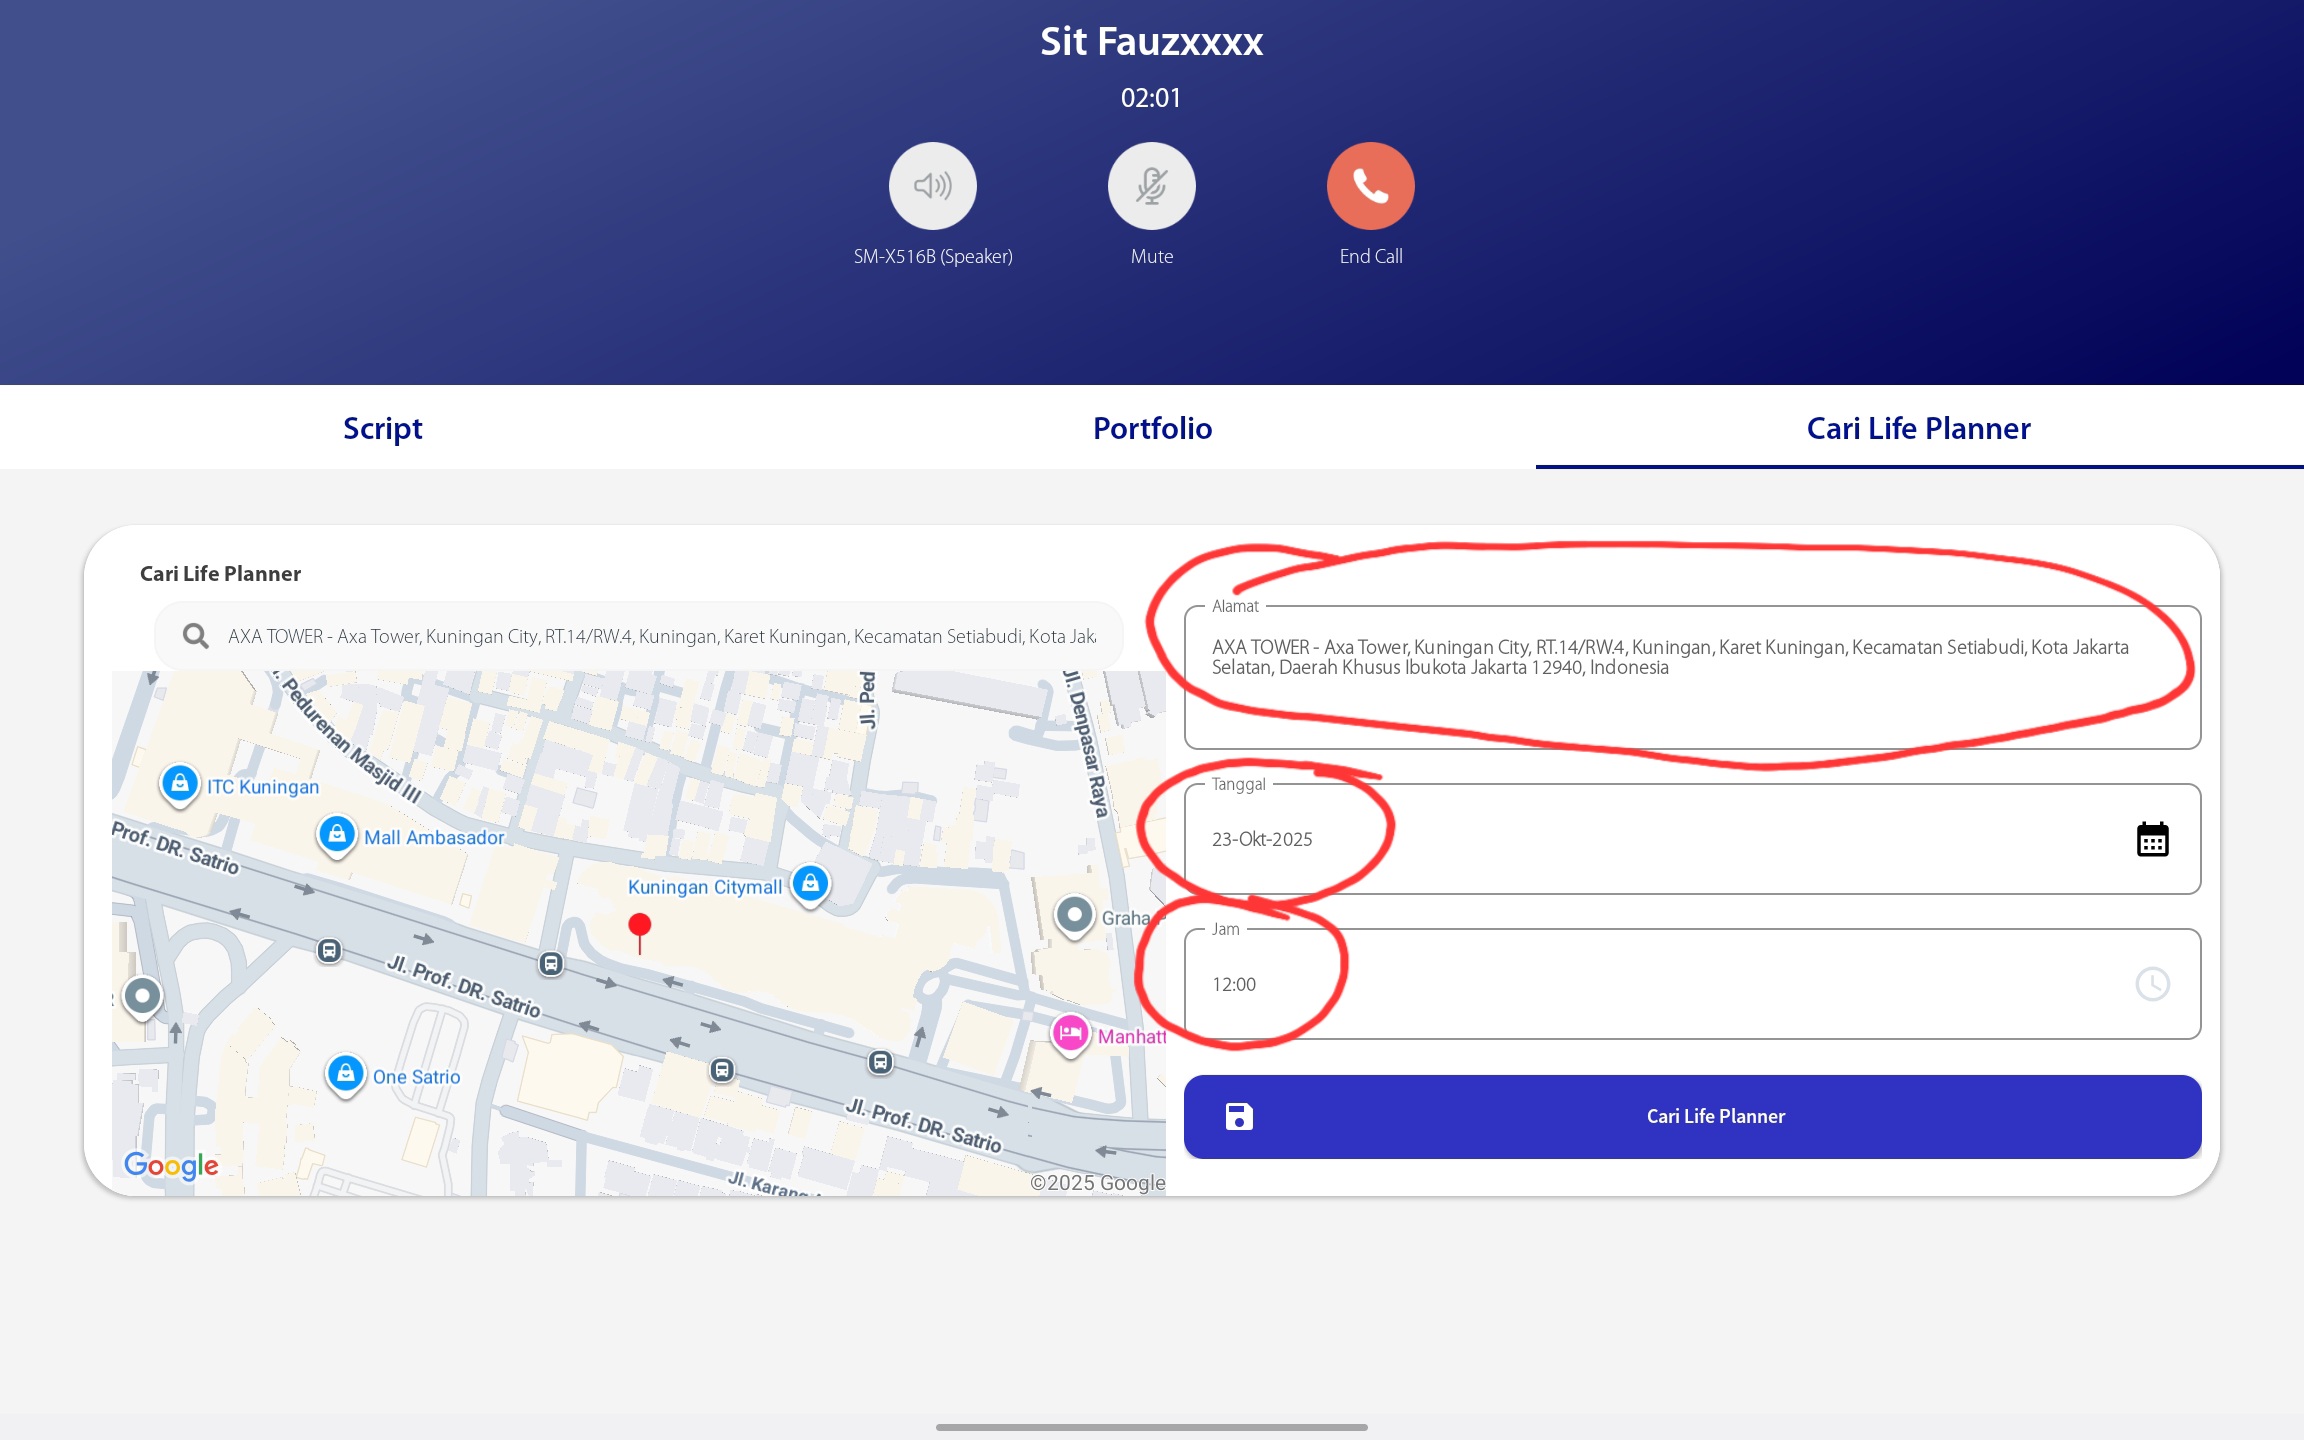 Sit Fauzxxxx
02:01
SM-X516B (Speaker)
Mute
End Call
Script
Portfolio
Cari Life Planner
Cari Life Planner
AXA TOWER - Axa Tower, Kuningan City, RT.14/RW.4, Kuningan, Karet Kuningan, Kecamatan Setiabudi, Kota Jak
Jl. Pedurenan Masjid III
Jl. Ped
Jl. Denpasar Raya
ITC Kuningan
Mall Ambasador
Prof. DR. Satrio
Kuningan Citymall
Graha
Jl. Prof. DR. Satrio
Manhatt
One Satrio
Jl. Prof. DR. Satrio
Jl. Karang
Google
©2025 Google
Alamat
AXA TOWER - Axa Tower, Kuningan City, RT.14/RW.4, Kuningan, Karet Kuningan, Kecamatan Setiabudi, Kota Jakarta
Selatan, Daerah Khusus Ibukota Jakarta 12940, Indonesia
Tanggal
23-Okt-2025
Jam
12:00
Cari Life Planner